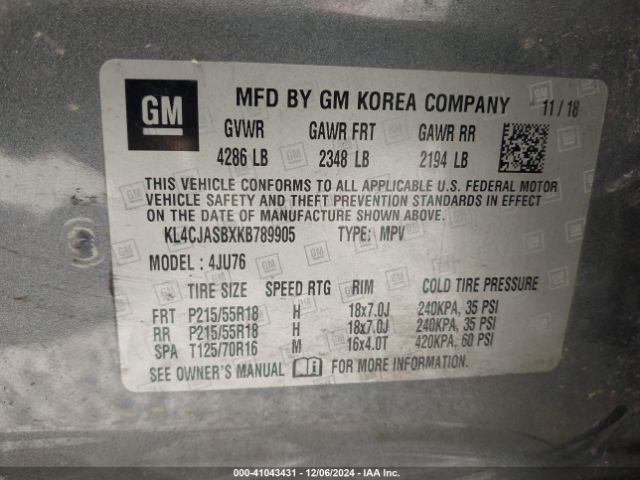 GM
MFD BY GM KOREA COMPANY 11/18
GVWR GAWR FRT GAWR RR
4286 LB 2348 LB 2194 LB
THIS VEHICLE CONFORMS TO ALL APPLICABLE U.S. FEDERAL MOTOR
VEHICLE SAFETY AND THEFT PREVENTION STANDARDS IN EFFECT
ON THE DATE OF MANUFACTURE SHOWN ABOVE.
KL4CJASBXKB789905 TYPE: MPV
MODEL : 4JU76
TIRE SIZE SPEED RTG RIM COLD TIRE PRESSURE
FRT P215/55R18 H 18x7.0J 240KPA, 35 PSI
RR P215/55R18 H 18x7.0J 240KPA, 35 PSI
SPA T125/70R16 M 16x4.0T 420KPA, 60 PSI
SEE OWNER'S MANUAL FOR MORE INFORMATION.
000-41043431 - 12/06/2024 - IAA Inc.